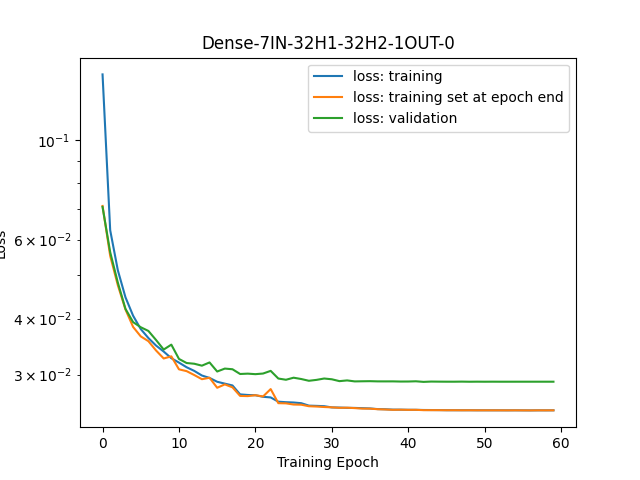 Dense-7IN-32H1-32H2-1OUT-0
loss: training
loss: training set at epoch end
loss: validation
10⁻¹
6 × 10⁻²
4 × 10⁻²
3 × 10⁻²
Loss
0 10 20 30 40 50 60
Training Epoch